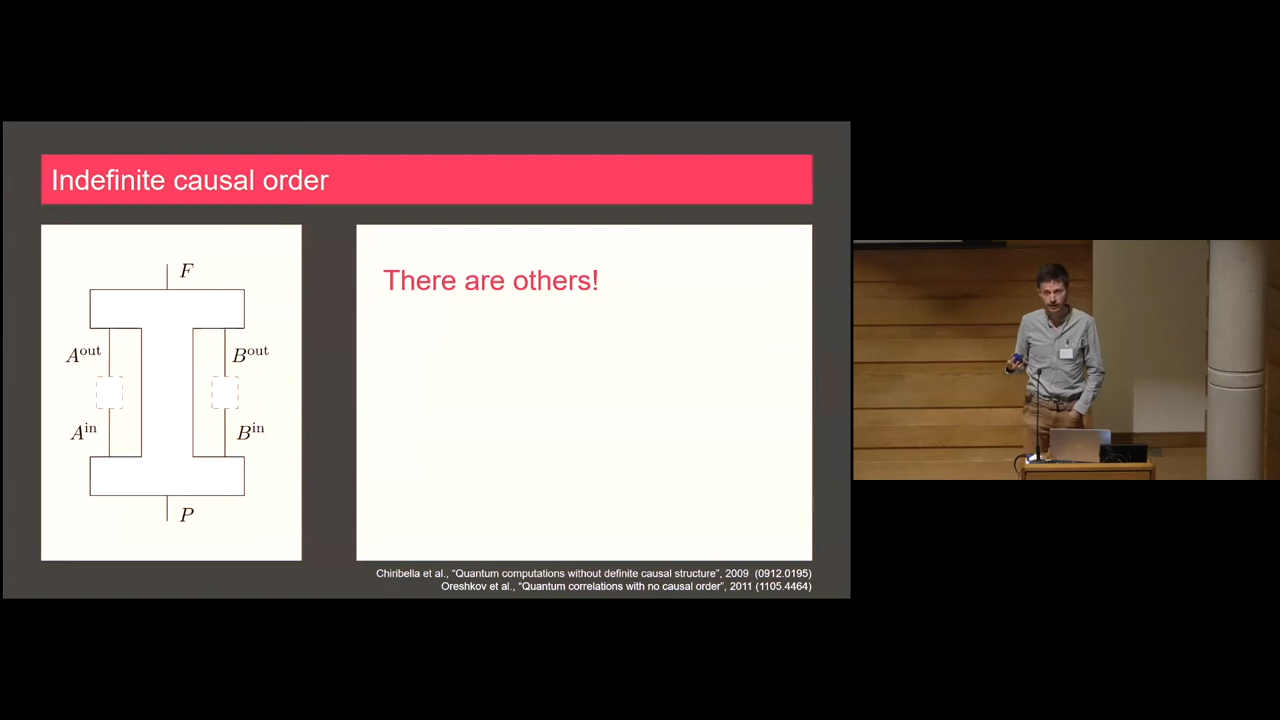 Indefinite causal order
F
A^out
B^out
A^in
B^in
P
There are others!
Chiribella et al., “Quantum computations without definite causal structure”, 2009 (0912.0195)
Oreshkov et al., “Quantum correlations with no causal order”, 2011 (1105.4464)